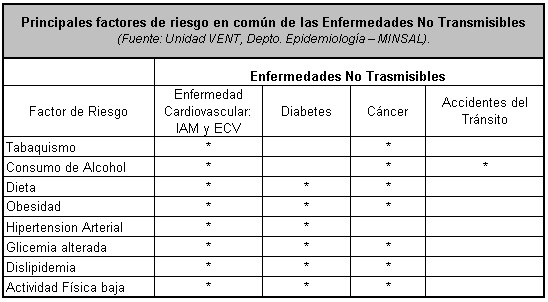 Principales factores de riesgo en común de las Enfermedades No Transmisibles
(Fuente: Unidad VENT, Depto. Epidemiología – MINSAL).
Enfermedades No Trasmisibles
Factor de Riesgo
Enfermedad
Cardiovascular:
IAM y ECV
Diabetes
Cáncer
Accidentes del
Tránsito
Tabaquismo * *
Consumo de Alcohol * * *
Dieta * * *
Obesidad * * *
Hipertension Arterial * *
Glicemia alterada * * *
Dislipidemia * * *
Actividad Física baja * * *